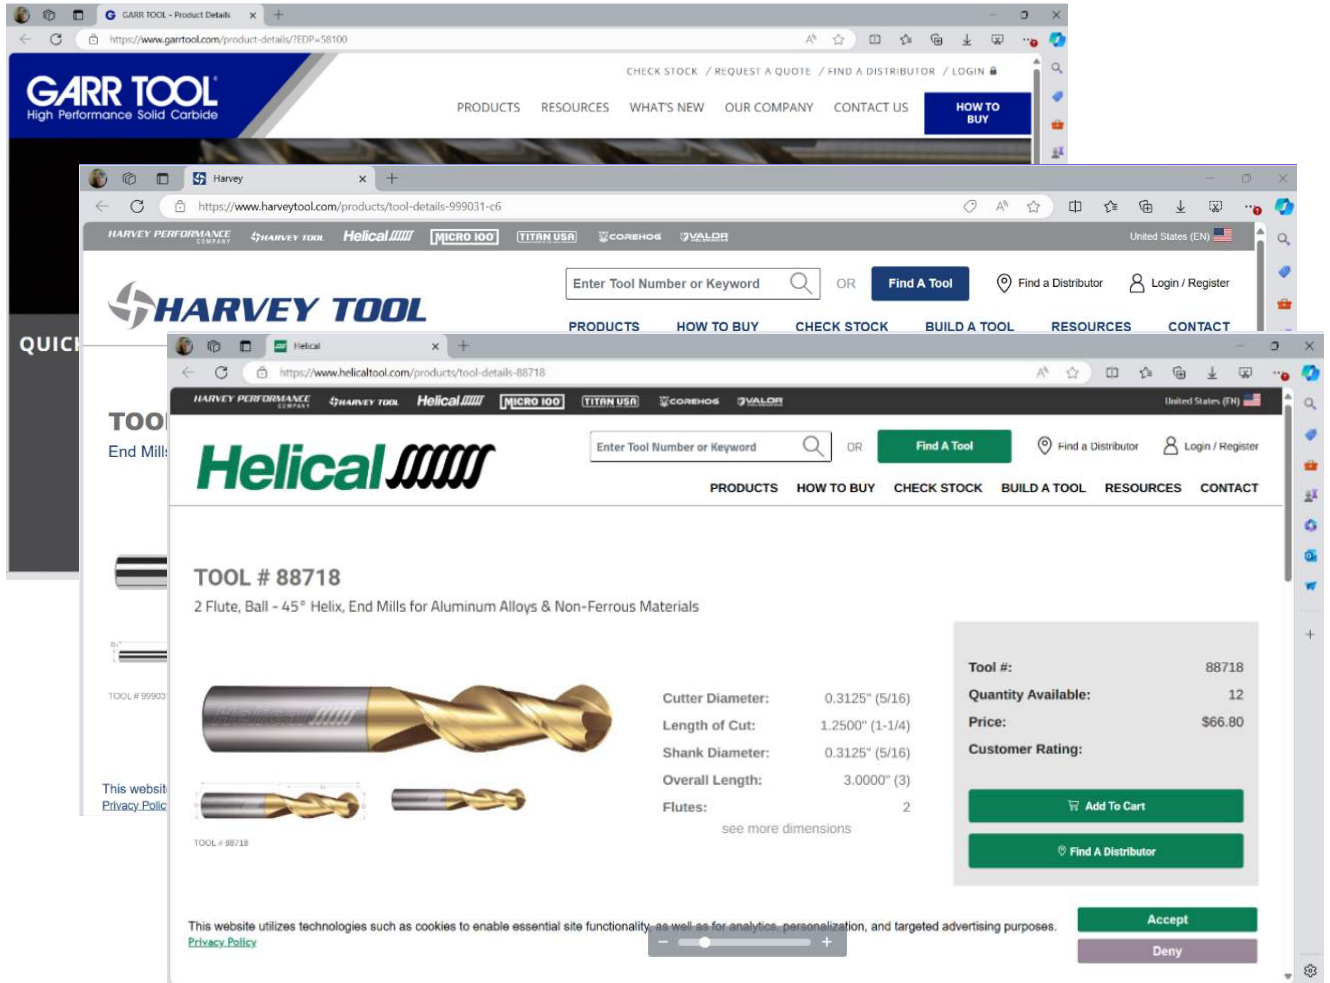 GARR TOOL - Product Details
https://www.garrtool.com/product-details/?EDP=58100
CHECK STOCK / REQUEST A QUOTE / FIND A DISTRIBUTOR / LOGIN
GARR TOOL
High Performance Solid Carbide
PRODUCTS RESOURCES WHAT'S NEW OUR COMPANY CONTACT US HOW TO BUY
QUICK
Harvey
https://www.harveytool.com/products/tool-details-999031-c6
HARVEY PERFORMANCE COMPANY HARVEY TOOL Helical MICRO 100 TITAN USA COREHOG VALOR United States (EN)
HARVEY TOOL
Enter Tool Number or Keyword OR Find A Tool Find a Distributor Login / Register
PRODUCTS HOW TO BUY CHECK STOCK BUILD A TOOL RESOURCES CONTACT
TOO
End Mills
TOOL # 99903
This websit
Privacy Polic
Helical
https://www.helicaltool.com/products/tool-details-88718
HARVEY PERFORMANCE COMPANY HARVEY TOOL Helical MICRO 100 TITAN USA COREHOG VALOR United States (EN)
Helical
Enter Tool Number or Keyword OR Find A Tool Find a Distributor Login / Register
PRODUCTS HOW TO BUY CHECK STOCK BUILD A TOOL RESOURCES CONTACT
TOOL # 88718
2 Flute, Ball - 45° Helix, End Mills for Aluminum Alloys & Non-Ferrous Materials
HELICAL
Cutter Diameter: 0.3125" (5/16)
Length of Cut: 1.2500" (1-1/4)
Shank Diameter: 0.3125" (5/16)
Overall Length: 3.0000" (3)
Flutes: 2
see more dimensions
TOOL # 88718
Tool #: 88718
Quantity Available: 12
Price: $66.80
Customer Rating:
Add To Cart
Find A Distributor
This website utilizes technologies such as cookies to enable essential site functionality, as well as for analytics, personalization, and targeted advertising purposes.
Privacy Policy
Accept
Deny